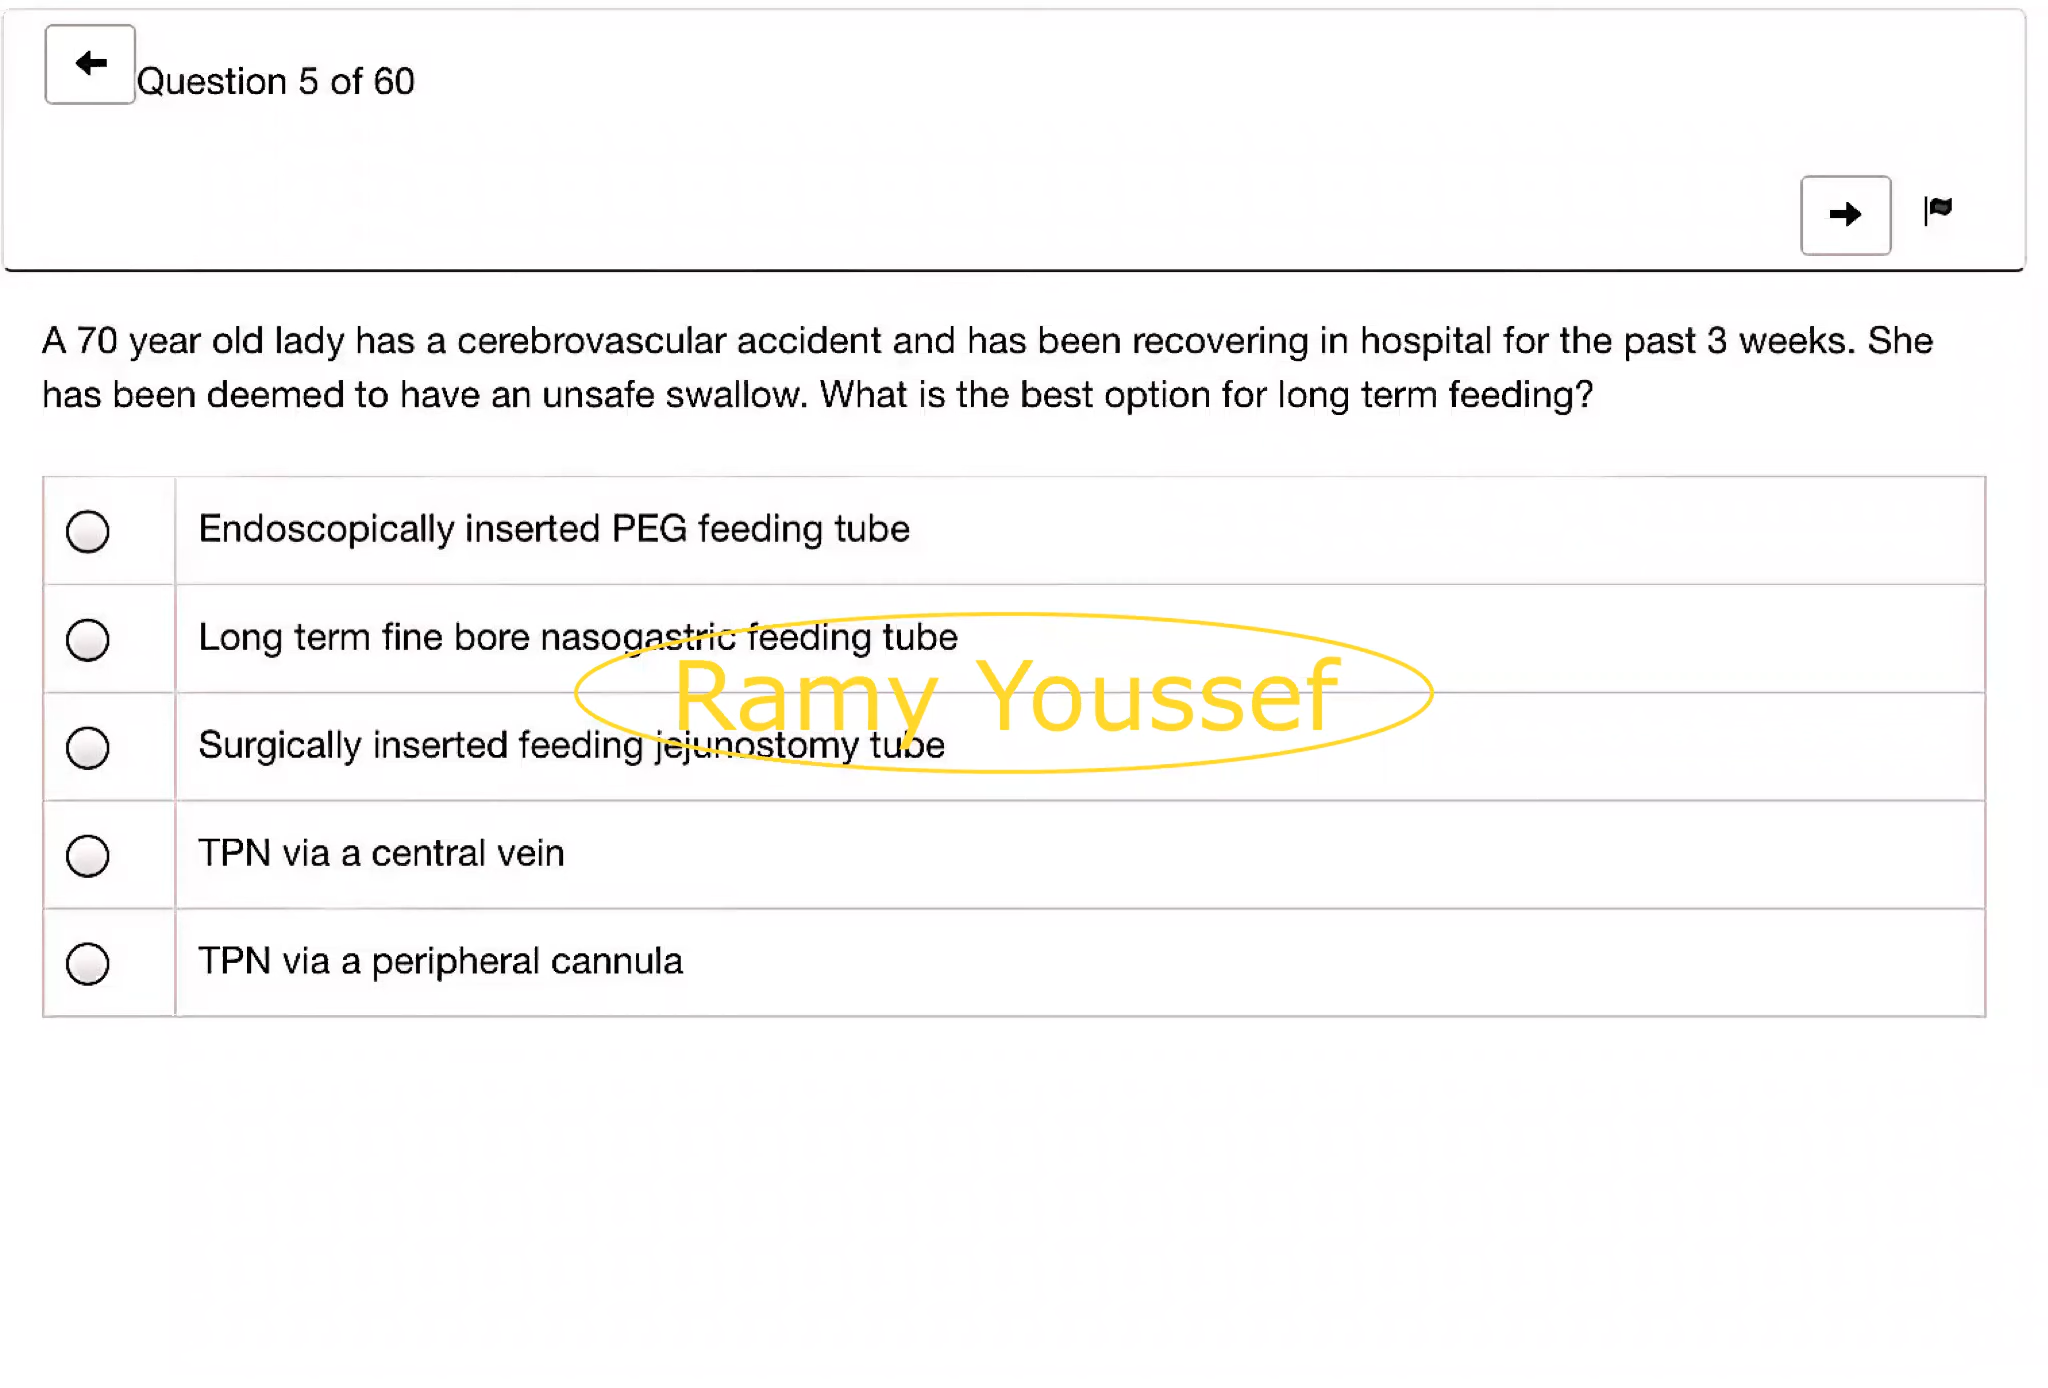 Question 5 of 60
A 70 year old lady has a cerebrovascular accident and has been recovering in hospital for the past 3 weeks. She
has been deemed to have an unsafe swallow. What is the best option for long term feeding?
Endoscopically inserted PEG feeding tube
Long term fine bore nasogastric feeding tube
Ramy Youssef
Surgically inserted feeding jejunostomy tube
TPN via a central vein
TPN via a peripheral cannula